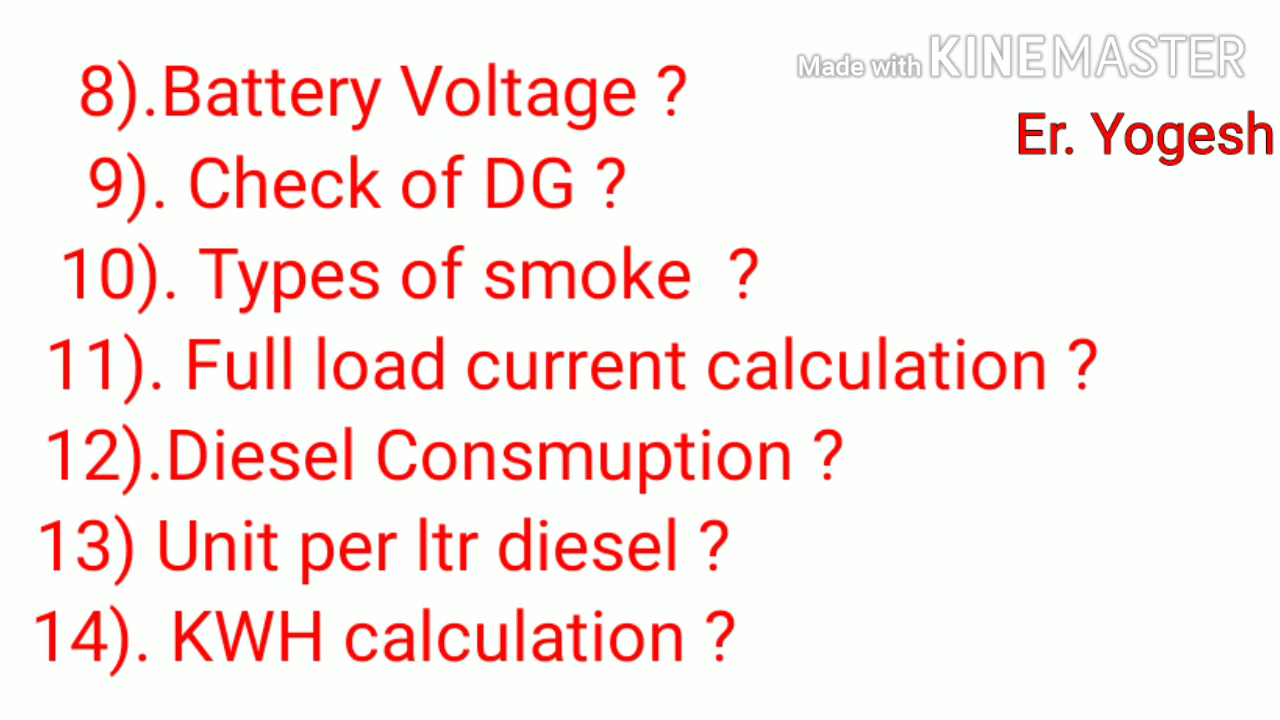 Made with KINEMASTER
8).Battery Voltage ?
Er. Yogesh
9). Check of DG ?
10). Types of smoke ?
11). Full load current calculation ?
12).Diesel Consmuption ?
13) Unit per ltr diesel ?
14). KWH calculation ?